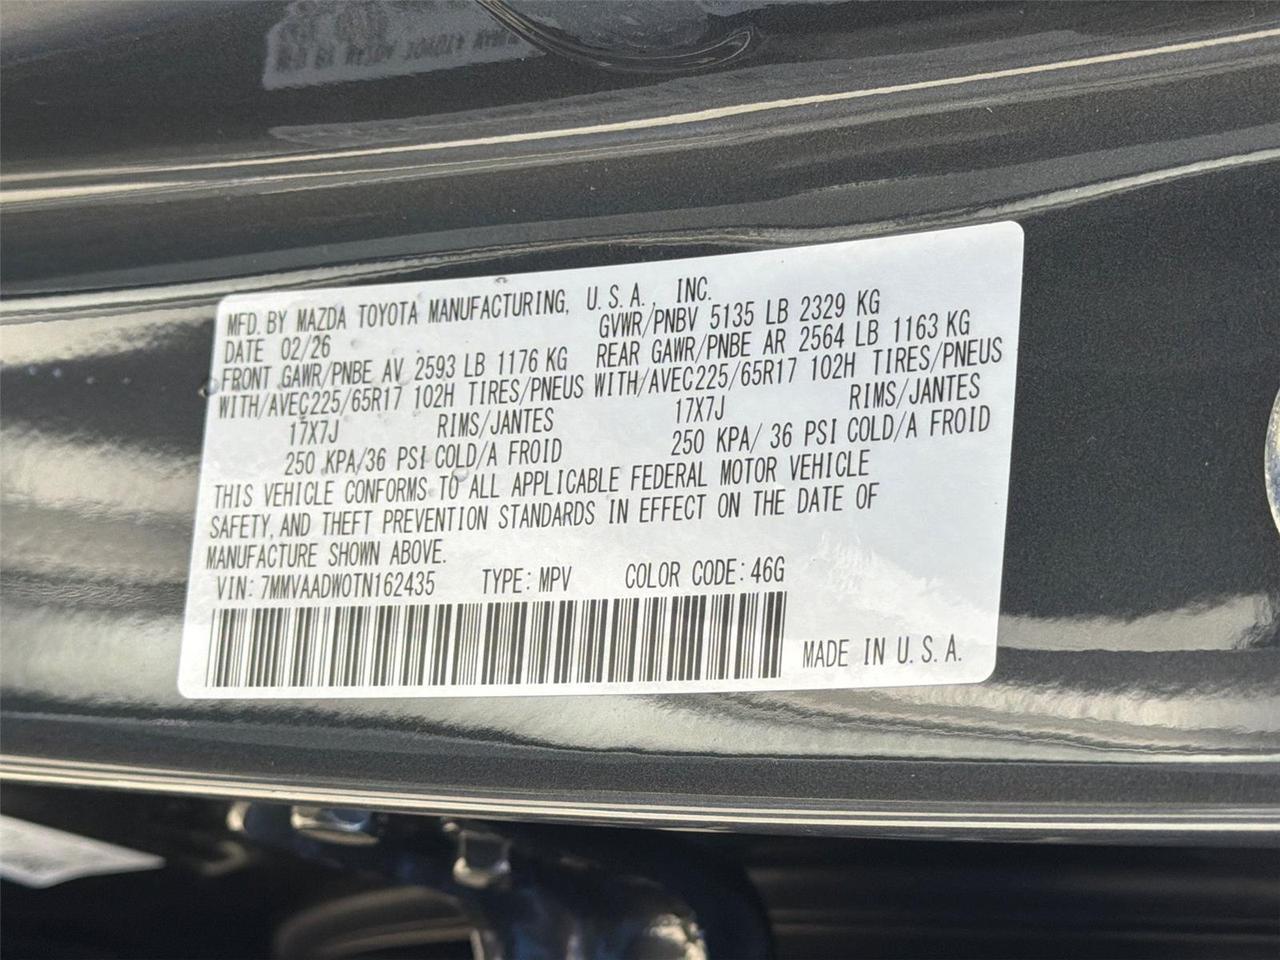 MFD. BY MAZDA TOYOTA MANUFACTURING, U.S.A., INC.
DATE 02/26 GVWR/PNBV 5135 LB 2329 KG
FRONT GAWR/PNBE AV 2593 LB 1176 KG REAR GAWR/PNBE AR 2564 LB 1163 KG
WITH/AVEC225/65R17 102H TIRES/PNEUS WITH/AVEC225/65R17 102H TIRES/PNEUS
17X7J RIMS/JANTES 17X7J RIMS/JANTES
250 KPA/36 PSI COLD/A FROID 250 KPA/ 36 PSI COLD/A FROID
THIS VEHICLE CONFORMS TO ALL APPLICABLE FEDERAL MOTOR VEHICLE
SAFETY, AND THEFT PREVENTION STANDARDS IN EFFECT ON THE DATE OF
MANUFACTURE SHOWN ABOVE.
VIN: 7MMVAADW0TN162435 TYPE: MPV COLOR CODE: 46G
MADE IN U.S.A.